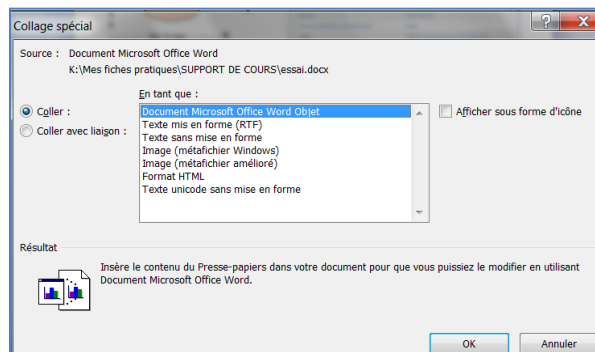 Collage spécial
Source : Document Microsoft Office Word
K:\Mes fiches pratiques\SUPPORT DE COURS\essai.docx
En tant que :
Coller :
Coller avec liaison :
Document Microsoft Office Word Objet
Texte mis en forme (RTF)
Texte sans mise en forme
Image (métafichier Windows)
Image (métafichier amélioré)
Format HTML
Texte unicode sans mise en forme
Afficher sous forme d'icône
Résultat
Insère le contenu du Presse-papiers dans votre document pour que vous puissiez le modifier en utilisant
Document Microsoft Office Word.
OK Annuler